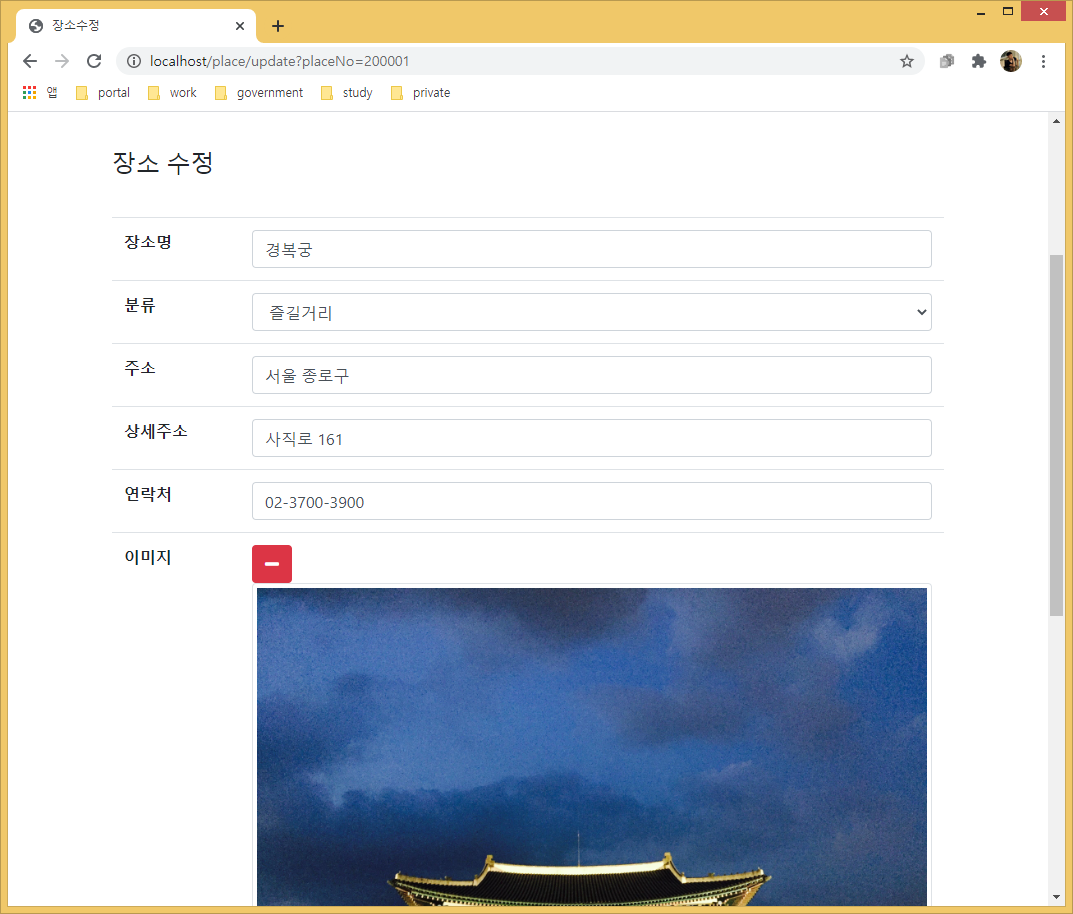 장소수정
localhost/place/update?placeNo=200001
앱 portal work government study private
장소 수정
장소명 경복궁
분류 즐길거리
주소 서울 종로구
상세주소 사직로 161
연락처 02-3700-3900
이미지